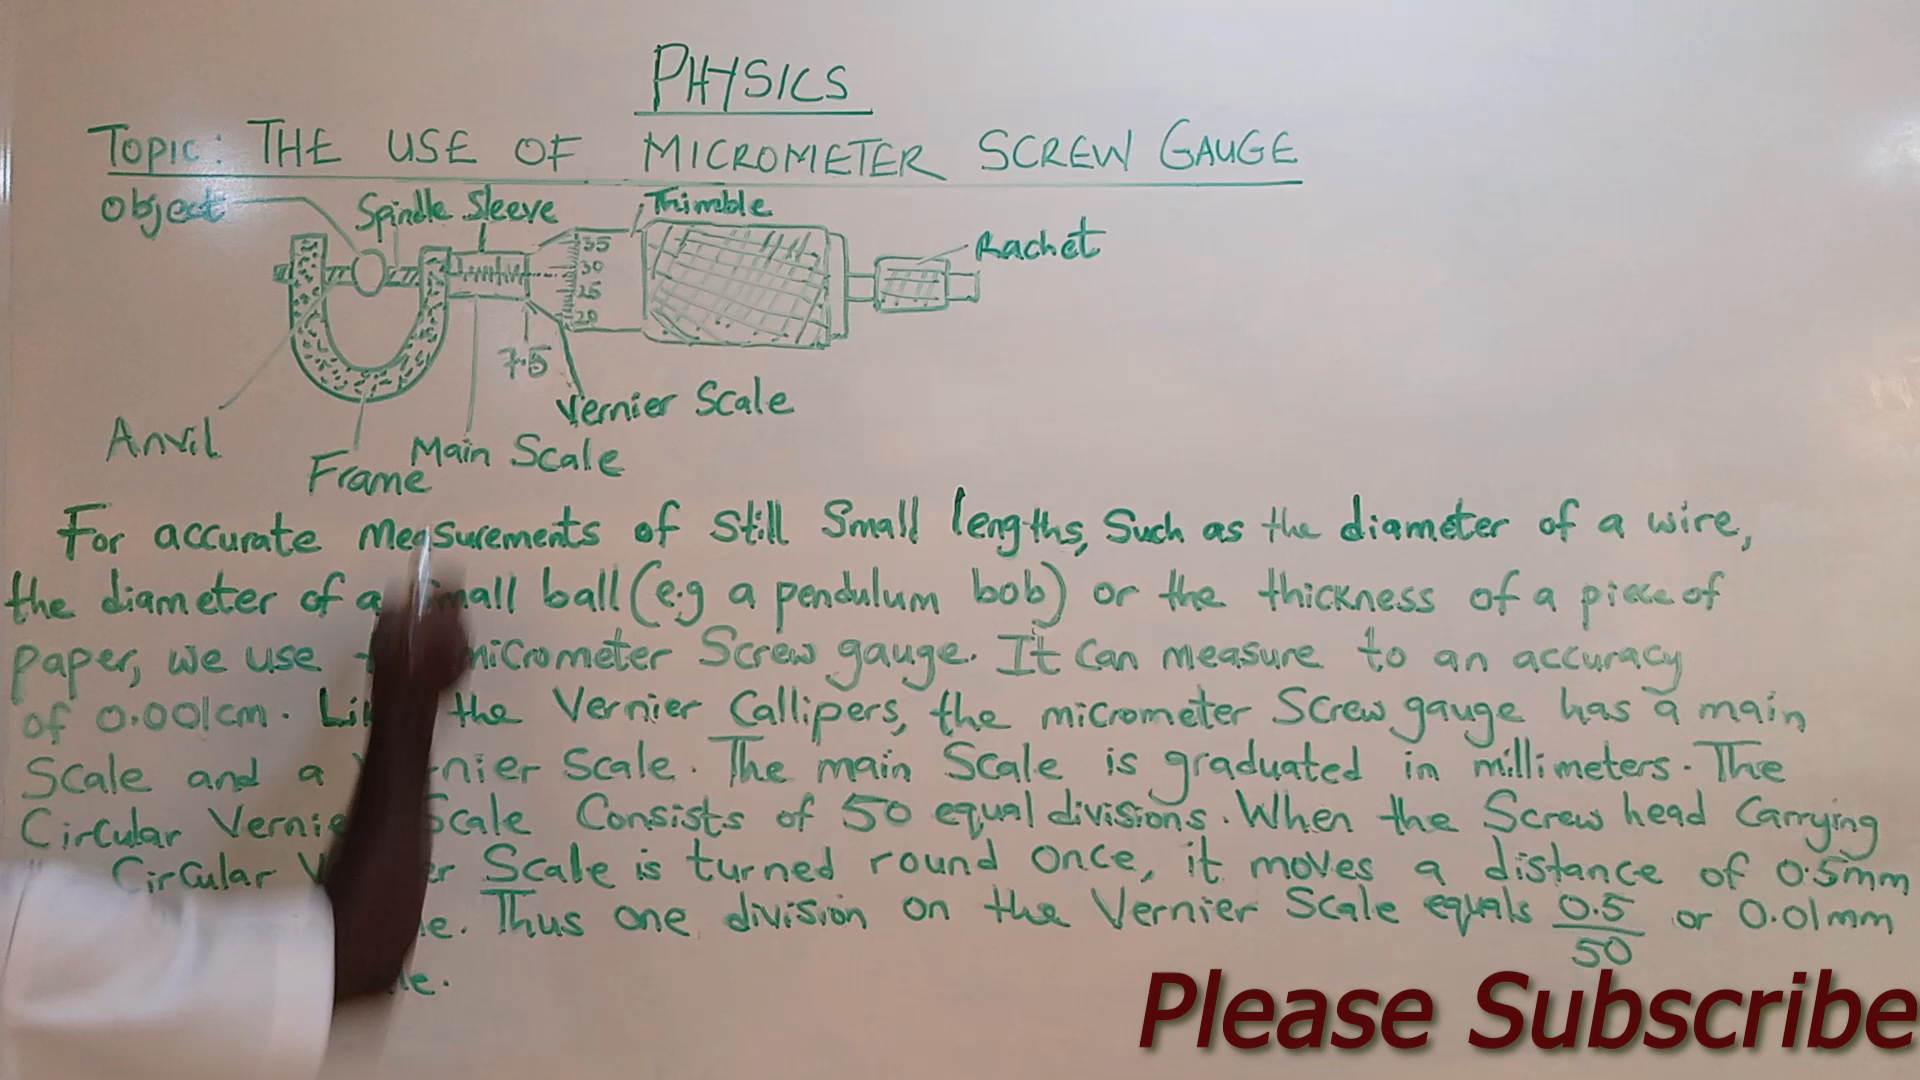 PHYSICS
Topic: THE USE OF MICROMETER SCREW GAUGE
Object
Spindle Sleeve
Thimble
Rachet
35
30
25
20
7.5
Vernier Scale
Anvil
Main Scale
Frame
For accurate measurements of still small lengths, such as the diameter of a wire,
the diameter of a small ball (e.g a pendulum bob) or the thickness of a piece of
paper, we use micrometer screw gauge. It can measure to an accuracy
of 0.001cm. the Vernier Callipers, the micrometer screw gauge has a main
scale and a scale. The main scale is graduated in millimeters. The
Circular Vernier Scale consists of 50 equal divisions. When the screw head carrying
Circular Scale is turned round once, it moves a distance of 0.5mm
Thus one division on the Vernier Scale equals 0.5/50 or 0.01mm
Please Subscribe